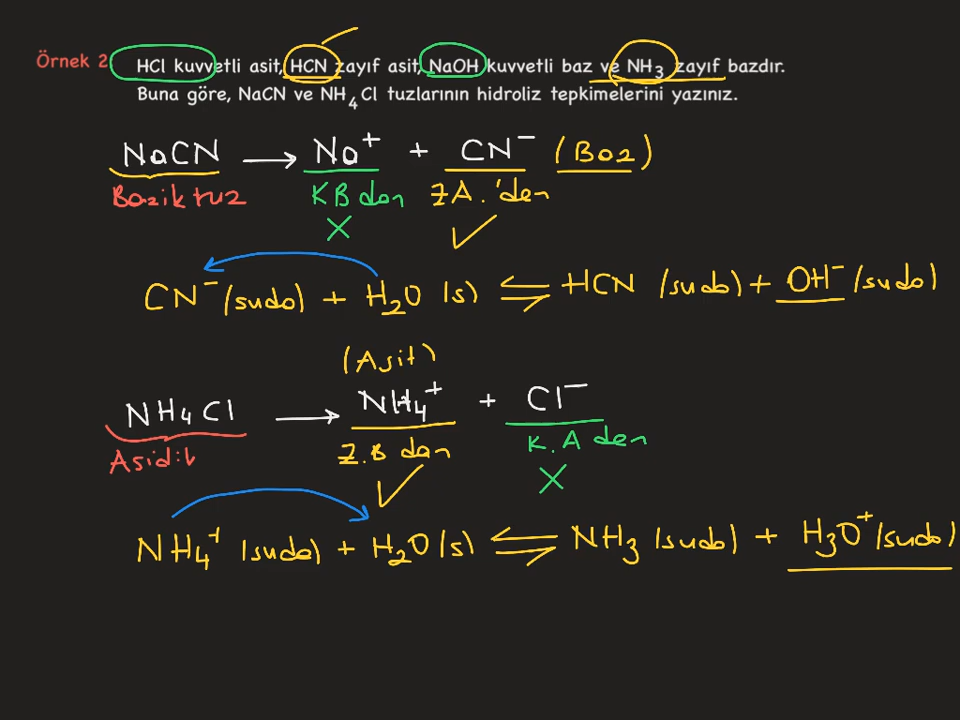 Örnek 2 HCl kuvvetli asit, HCN zayıf asit, NaOH kuvvetli baz ve NH3 zayıf bazdır.
Buna göre, NaCN ve NH4Cl tuzlarının hidroliz tepkimelerini yazınız.
NaCN → Na+ + CN− (Baz)
Bazik tuz KB dan ZA.'den
X ✓
CN− (suda) + H2O (s) ⇌ HCN (suda) + OH− (suda)
(Asit)
NH4Cl → NH4+ + Cl−
Asidik Z.B dan K.A den
✓ X
NH4+ (suda) + H2O (s) ⇌ NH3 (suda) + H3O+ (suda)